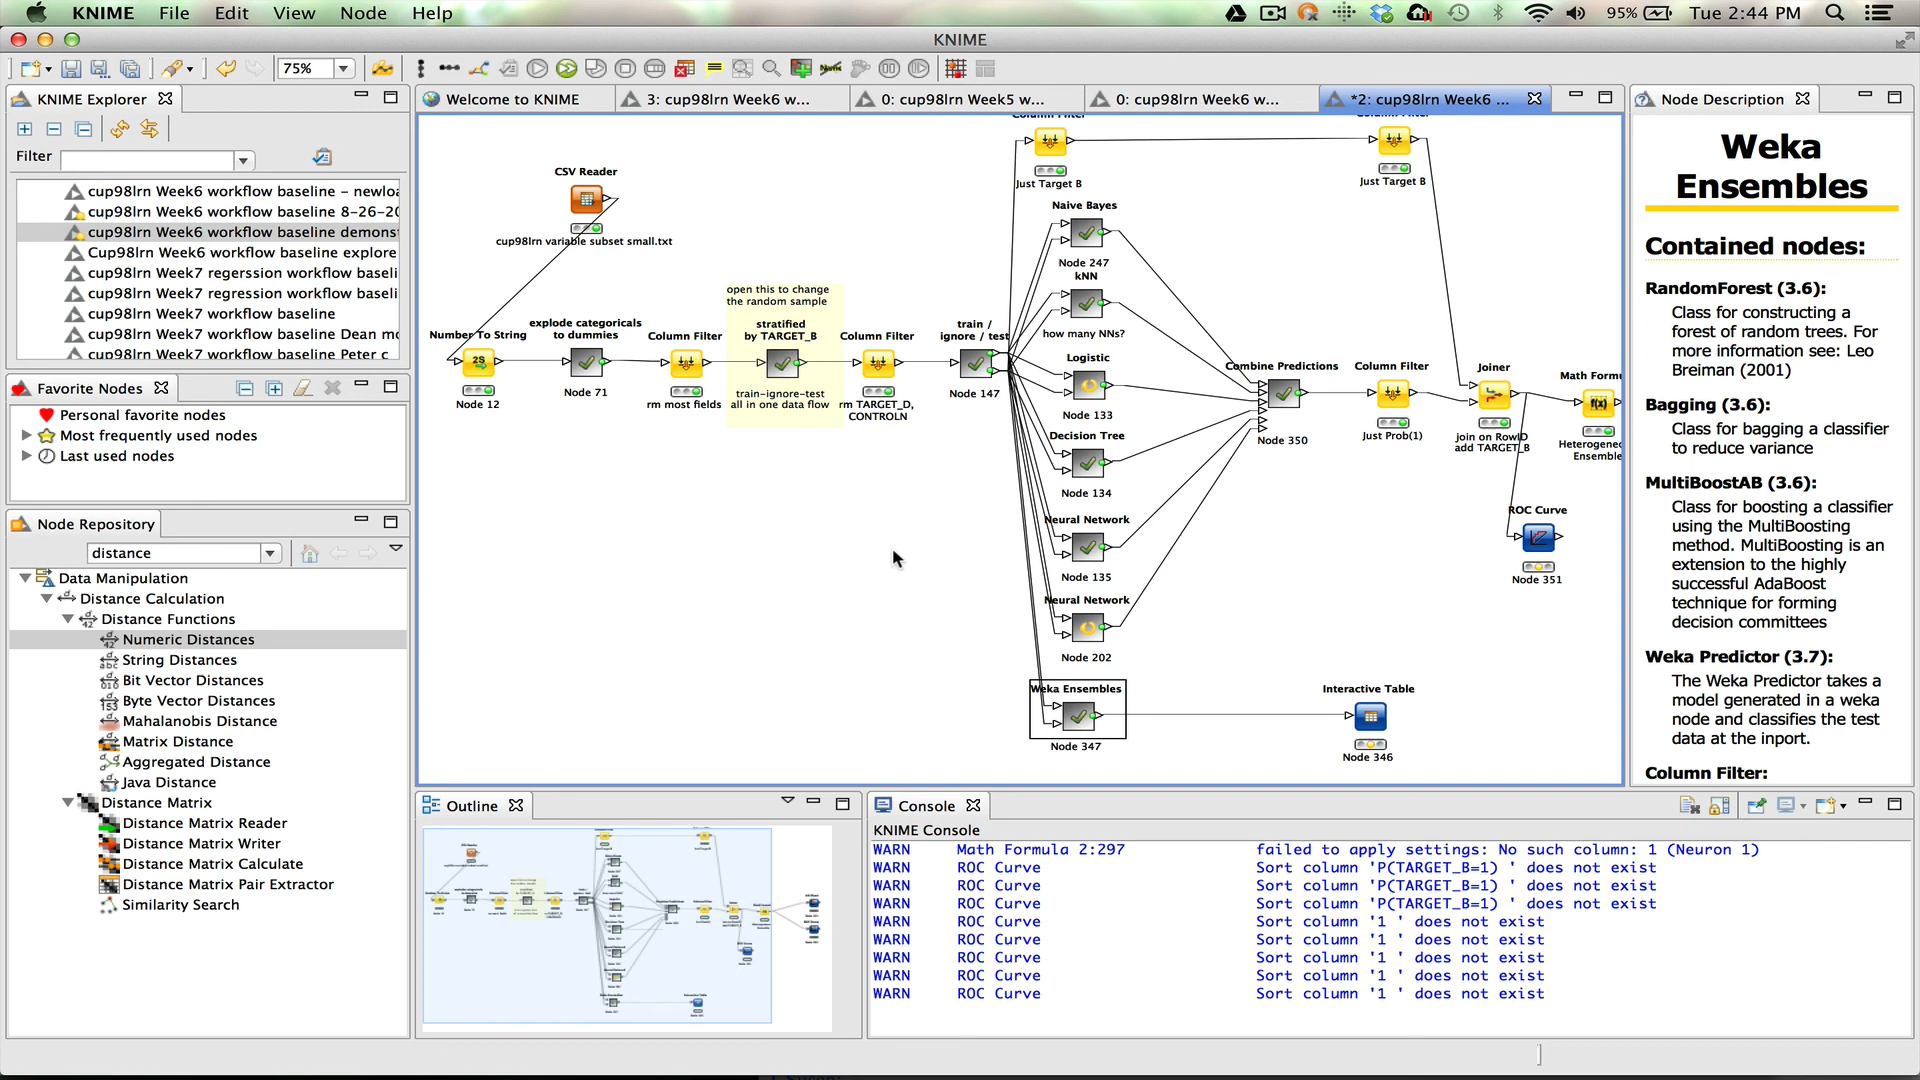 KNIME File Edit View Node Help
95% Tue 2:44 PM
KNIME
75%
KNIME Explorer
Filter
cup98lrn Week6 workflow baseline - newloa
cup98lrn Week6 workflow baseline 8-26-20
cup98lrn Week6 workflow baseline demons
Cup98lrn Week6 workflow baseline explore
cup98lrn Week7 regerssion workflow baseli
cup98lrn Week7 regression workflow baseli
cup98lrn Week7 workflow baseline
cup98lrn Week7 workflow baseline Dean mo
cup98lrn Week7 workflow baseline Peter c
Favorite Nodes
Personal favorite nodes
Most frequently used nodes
Last used nodes
Node Repository
distance
Data Manipulation
Distance Calculation
Distance Functions
Numeric Distances
String Distances
Bit Vector Distances
Byte Vector Distances
Mahalanobis Distance
Matrix Distance
Aggregated Distance
Java Distance
Distance Matrix
Distance Matrix Reader
Distance Matrix Writer
Distance Matrix Calculate
Distance Matrix Pair Extractor
Similarity Search
Welcome to KNIME
3: cup98lrn Week6 w...
0: cup98lrn Week5 w...
0: cup98lrn Week6 w...
*2: cup98lrn Week6 ...
CSV Reader
cup98lrn variable subset small.txt
Number To String
Node 12
explode categoricals
to dummies
Node 71
Column Filter
rm most fields
open this to change
the random sample
stratified
by TARGET_B
train-ignore-test
all in one data flow
Column Filter
rm TARGET_D,
CONTROLN
train /
ignore / test
Node 147
Column Filter
Just Target B
Column Filter
Just Target B
Naive Bayes
Node 247
kNN
how many NNs?
Logistic
Node 133
Decision Tree
Node 134
Neural Network
Node 135
Neural Network
Node 202
Weka Ensembles
Node 347
Combine Predictions
Node 350
Column Filter
Just Prob(1)
Joiner
join on RowID
add TARGET_B
Math Formu
Heterogene
Ensemble
ROC Curve
Node 351
Interactive Table
Node 346
Node Description
Weka
Ensembles
Contained nodes:
RandomForest (3.6):
Class for constructing a
forest of random trees. For
more information see: Leo
Breiman (2001)
Bagging (3.6):
Class for bagging a classifier
to reduce variance
MultiBoostAB (3.6):
Class for boosting a classifier
using the MultiBoosting
method. MultiBoosting is an
extension to the highly
successful AdaBoost
technique for forming
decision committees
Weka Predictor (3.7):
The Weka Predictor takes a
model generated in a weka
node and classifies the test
data at the inport.
Column Filter:
Outline
Console
KNIME Console
WARN Math Formula 2:297 failed to apply settings: No such column: 1 (Neuron 1)
WARN ROC Curve Sort column 'P(TARGET_B=1) ' does not exist
WARN ROC Curve Sort column 'P(TARGET_B=1) ' does not exist
WARN ROC Curve Sort column 'P(TARGET_B=1) ' does not exist
WARN ROC Curve Sort column '1 ' does not exist
WARN ROC Curve Sort column '1 ' does not exist
WARN ROC Curve Sort column '1 ' does not exist
WARN ROC Curve Sort column '1 ' does not exist
WARN ROC Curve Sort column '1 ' does not exist